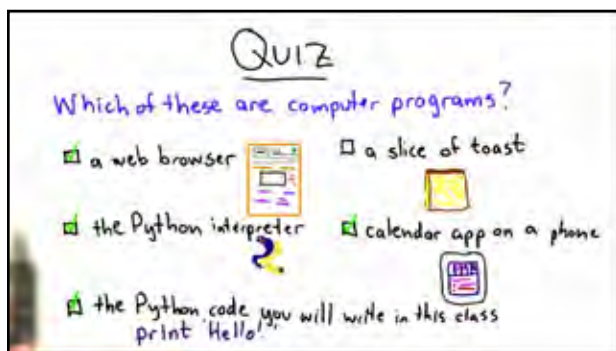 QUIZ
Which of these are computer programs?
a web browser
a slice of toast
the Python interpreter
calendar app on a phone
the Python code you will write in this class
print 'Hello!'